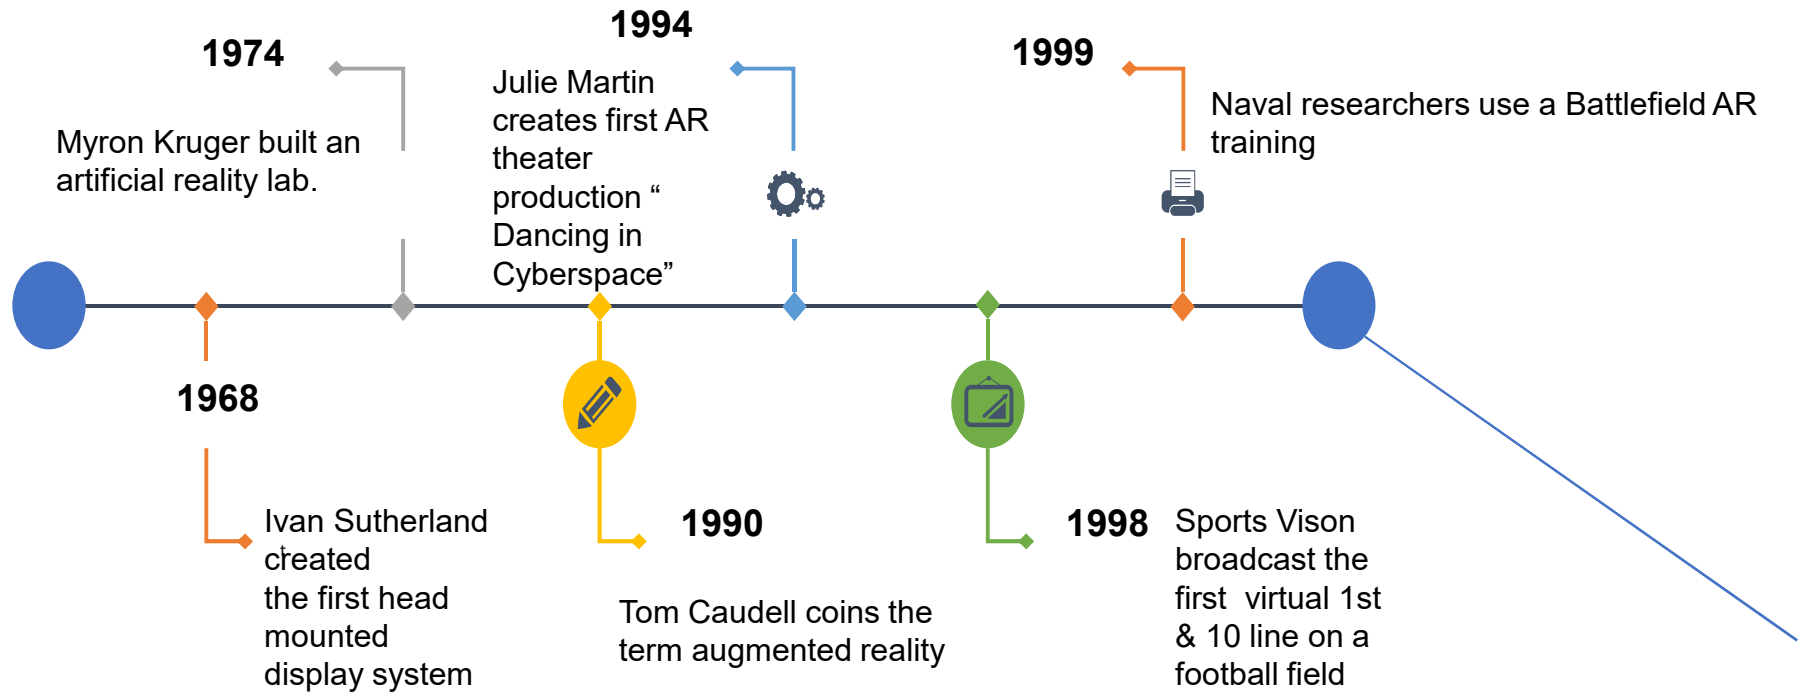 1974
Myron Kruger built an
artificial reality lab.
1994
Julie Martin
creates first AR
theater
production “
Dancing in
Cyberspace”
1999
Naval researchers use a Battlefield AR
training
1968
Ivan Sutherland
created
t
the first head
mounted
display system
1990
Tom Caudell coins the
term augmented reality
1998
Sports Vison
broadcast the
first  virtual 1st
& 10 line on a
football field